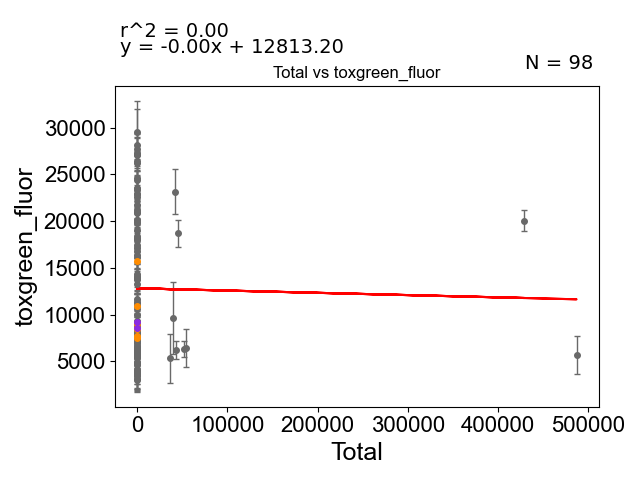 r^2 = 0.00
y = -0.00x + 12813.20
N = 98
Total vs toxgreen_fluor
30000
25000
20000
15000
10000
5000
toxgreen_fluor
0 100000 200000 300000 400000 500000
Total